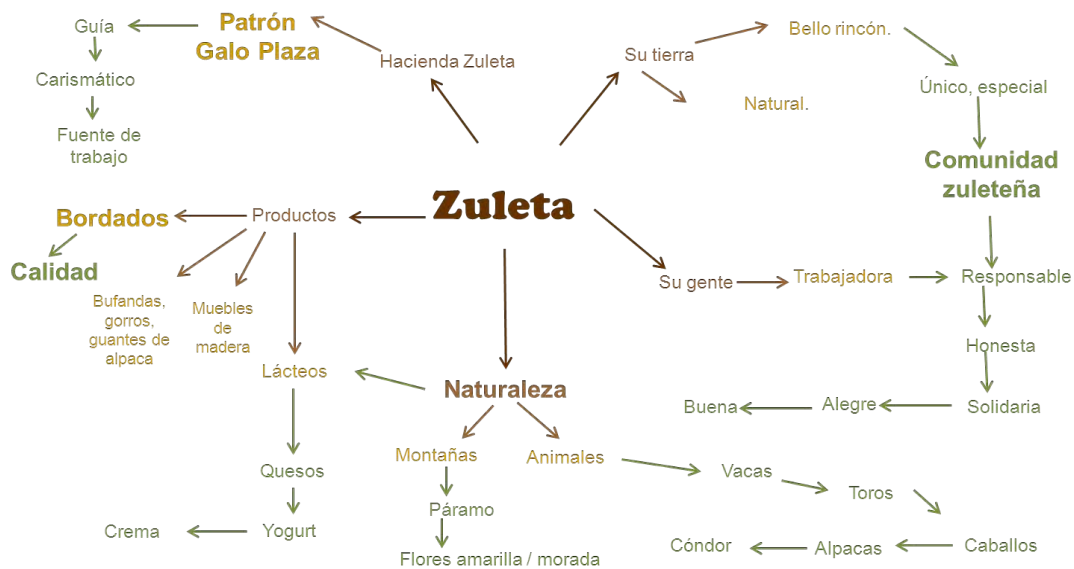 Guía
Patrón
Galo Plaza
Hacienda Zuleta
Su tierra
Bello rincón.
Carismático
Natural.
Único, especial
Fuente de
trabajo
Comunidad
zuleteña
Zuleta
Bordados
Productos
Calidad
Su gente
Trabajadora
Responsable
Bufandas,
gorros,
guantes de
alpaca
Muebles
de
madera
Honesta
Lácteos
Naturaleza
Buena
Alegre
Solidaria
Montañas
Animales
Quesos
Vacas
Toros
Páramo
Crema
Yogurt
Flores amarilla / morada
Cóndor
Alpacas
Caballos